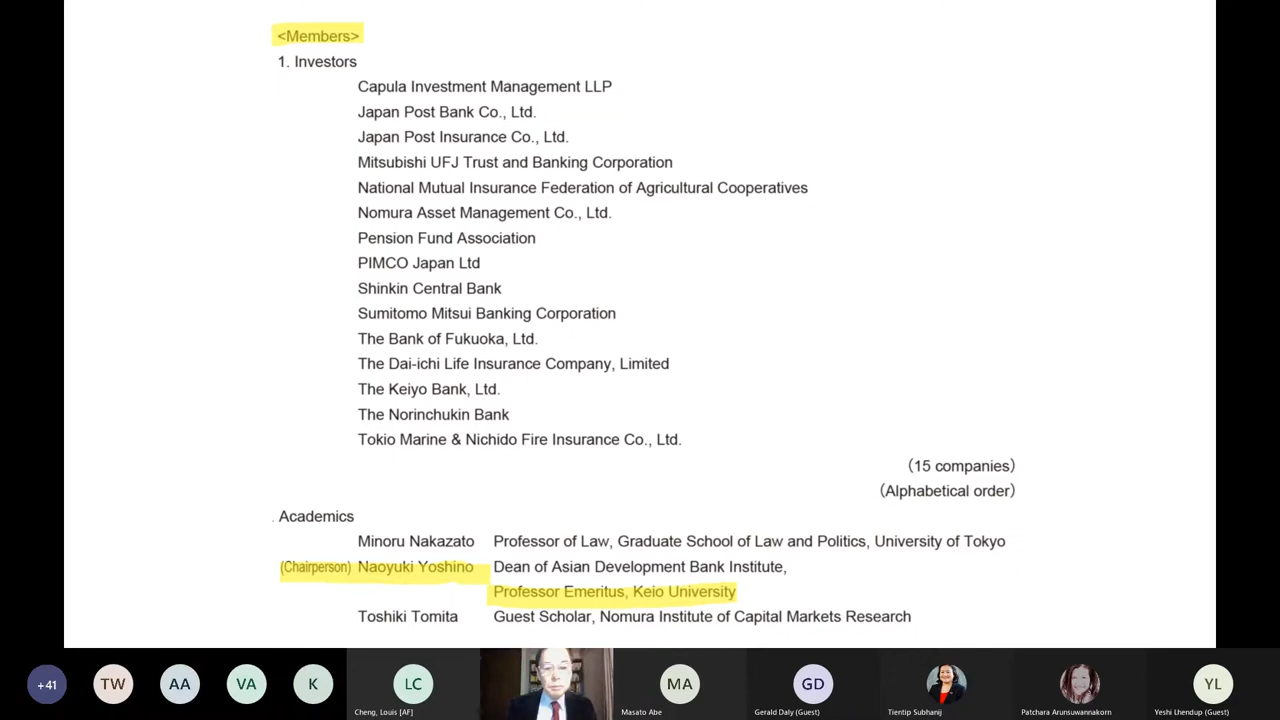 <Members>
1. Investors
Capula Investment Management LLP
Japan Post Bank Co., Ltd.
Japan Post Insurance Co., Ltd.
Mitsubishi UFJ Trust and Banking Corporation
National Mutual Insurance Federation of Agricultural Cooperatives
Nomura Asset Management Co., Ltd.
Pension Fund Association
PIMCO Japan Ltd
Shinkin Central Bank
Sumitomo Mitsui Banking Corporation
The Bank of Fukuoka, Ltd.
The Dai-ichi Life Insurance Company, Limited
The Keiyo Bank, Ltd.
The Norinchukin Bank
Tokio Marine & Nichido Fire Insurance Co., Ltd.
(15 companies)
(Alphabetical order)
. Academics
Minoru Nakazato Professor of Law, Graduate School of Law and Politics, University of Tokyo
(Chairperson) Naoyuki Yoshino Dean of Asian Development Bank Institute,
Professor Emeritus, Keio University
Toshiki Tomita Guest Scholar, Nomura Institute of Capital Markets Research
+41 TW AA VA K LC MA GD YL
Cheng, Louis [AF] Masato Abe Gerald Daly (Guest) Tientip Subhanij Patchara Arunsuwannakorn Yeshi Lhendup (Guest)